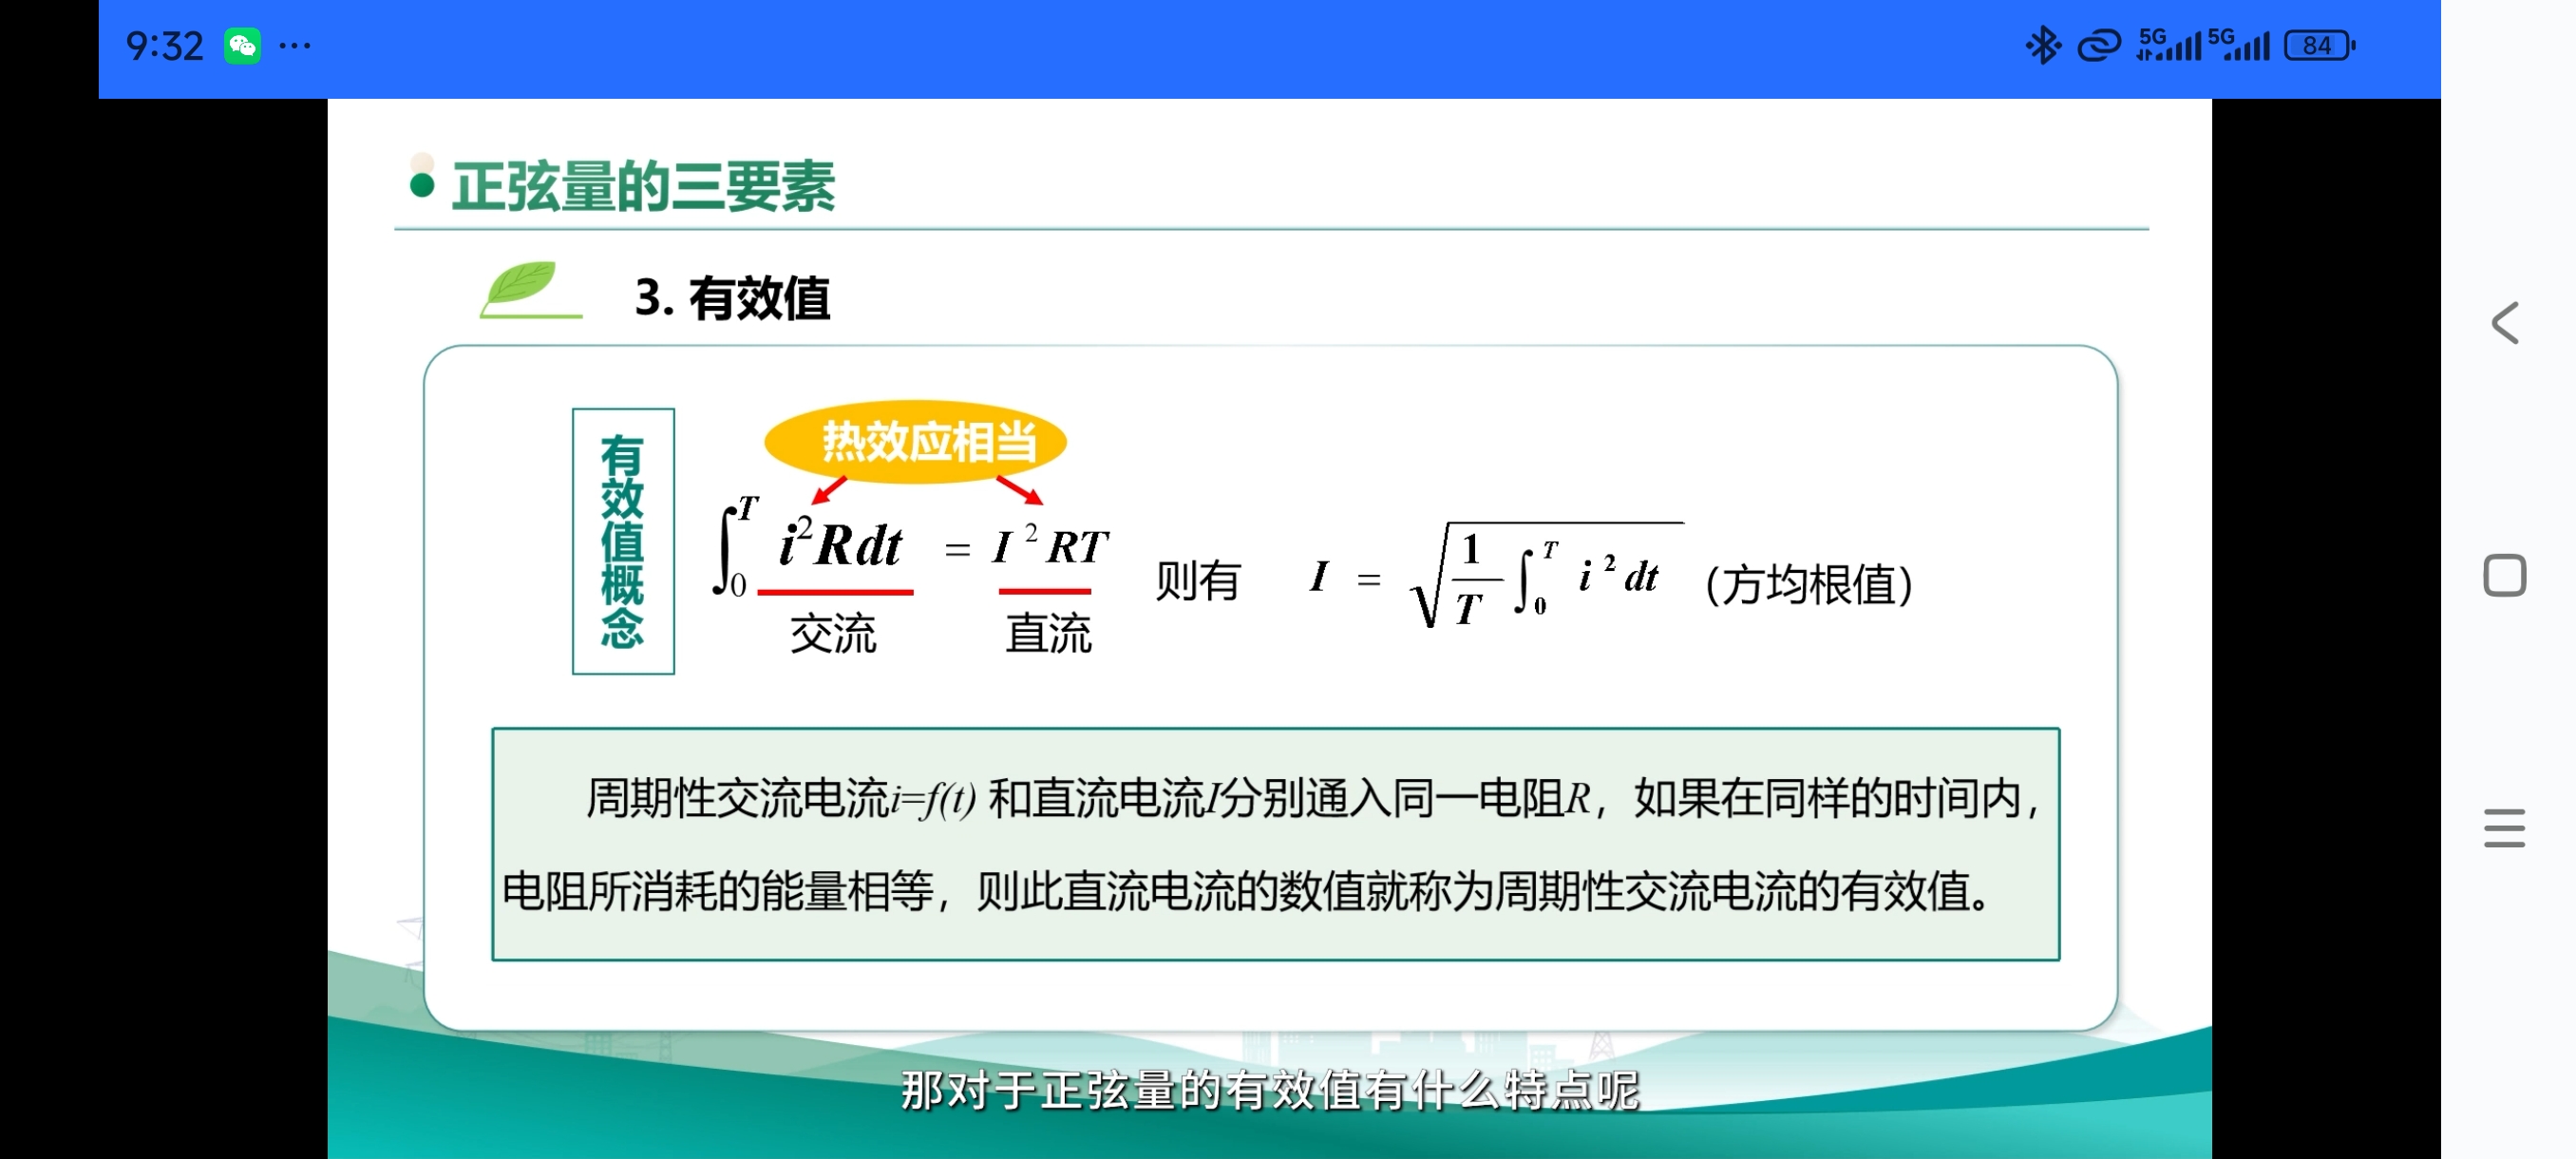 9:32 ...
5G 5G 84
正弦量的三要素
3. 有效值
有效值概念
热效应相当
∫₀ᵀ i²Rdt = I²RT 则有 I = √(1/T ∫₀ᵀ i²dt) (方均根值)
交流 直流
周期性交流电流i=f(t) 和直流电流I分别通入同一电阻R，如果在同样的时间内，
电阻所消耗的能量相等，则此直流电流的数值就称为周期性交流电流的有效值。
那对于正弦量的有效值有什么特点呢